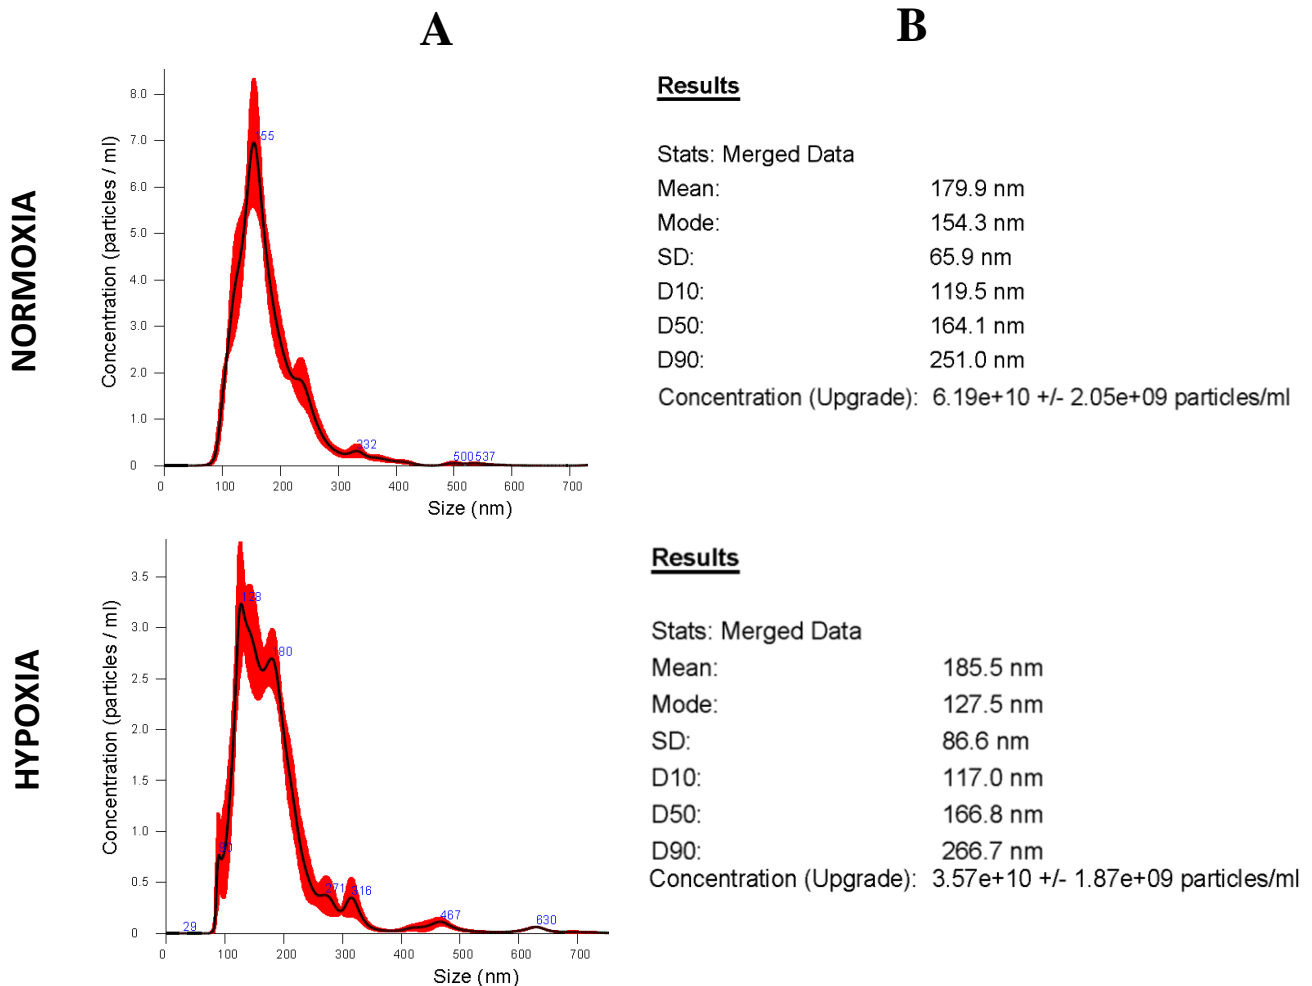 A
B
NORMOXIA
Concentration (particles / ml)
8.0
7.0
6.0
5.0
4.0
3.0
2.0
1.0
0
155
332
500
537
0 100 200 300 400 500 600 700
Size (nm)
Results
Stats: Merged Data
Mean: 179.9 nm
Mode: 154.3 nm
SD: 65.9 nm
D10: 119.5 nm
D50: 164.1 nm
D90: 251.0 nm
Concentration (Upgrade): 6.19e+10 +/- 2.05e+09 particles/ml
HYPOXIA
Concentration (particles / ml)
3.5
3.0
2.5
2.0
1.5
1.0
0.5
0
29
128
180
271
316
467
630
0 100 200 300 400 500 600 700
Size (nm)
Results
Stats: Merged Data
Mean: 185.5 nm
Mode: 127.5 nm
SD: 86.6 nm
D10: 117.0 nm
D50: 166.8 nm
D90: 266.7 nm
Concentration (Upgrade): 3.57e+10 +/- 1.87e+09 particles/ml